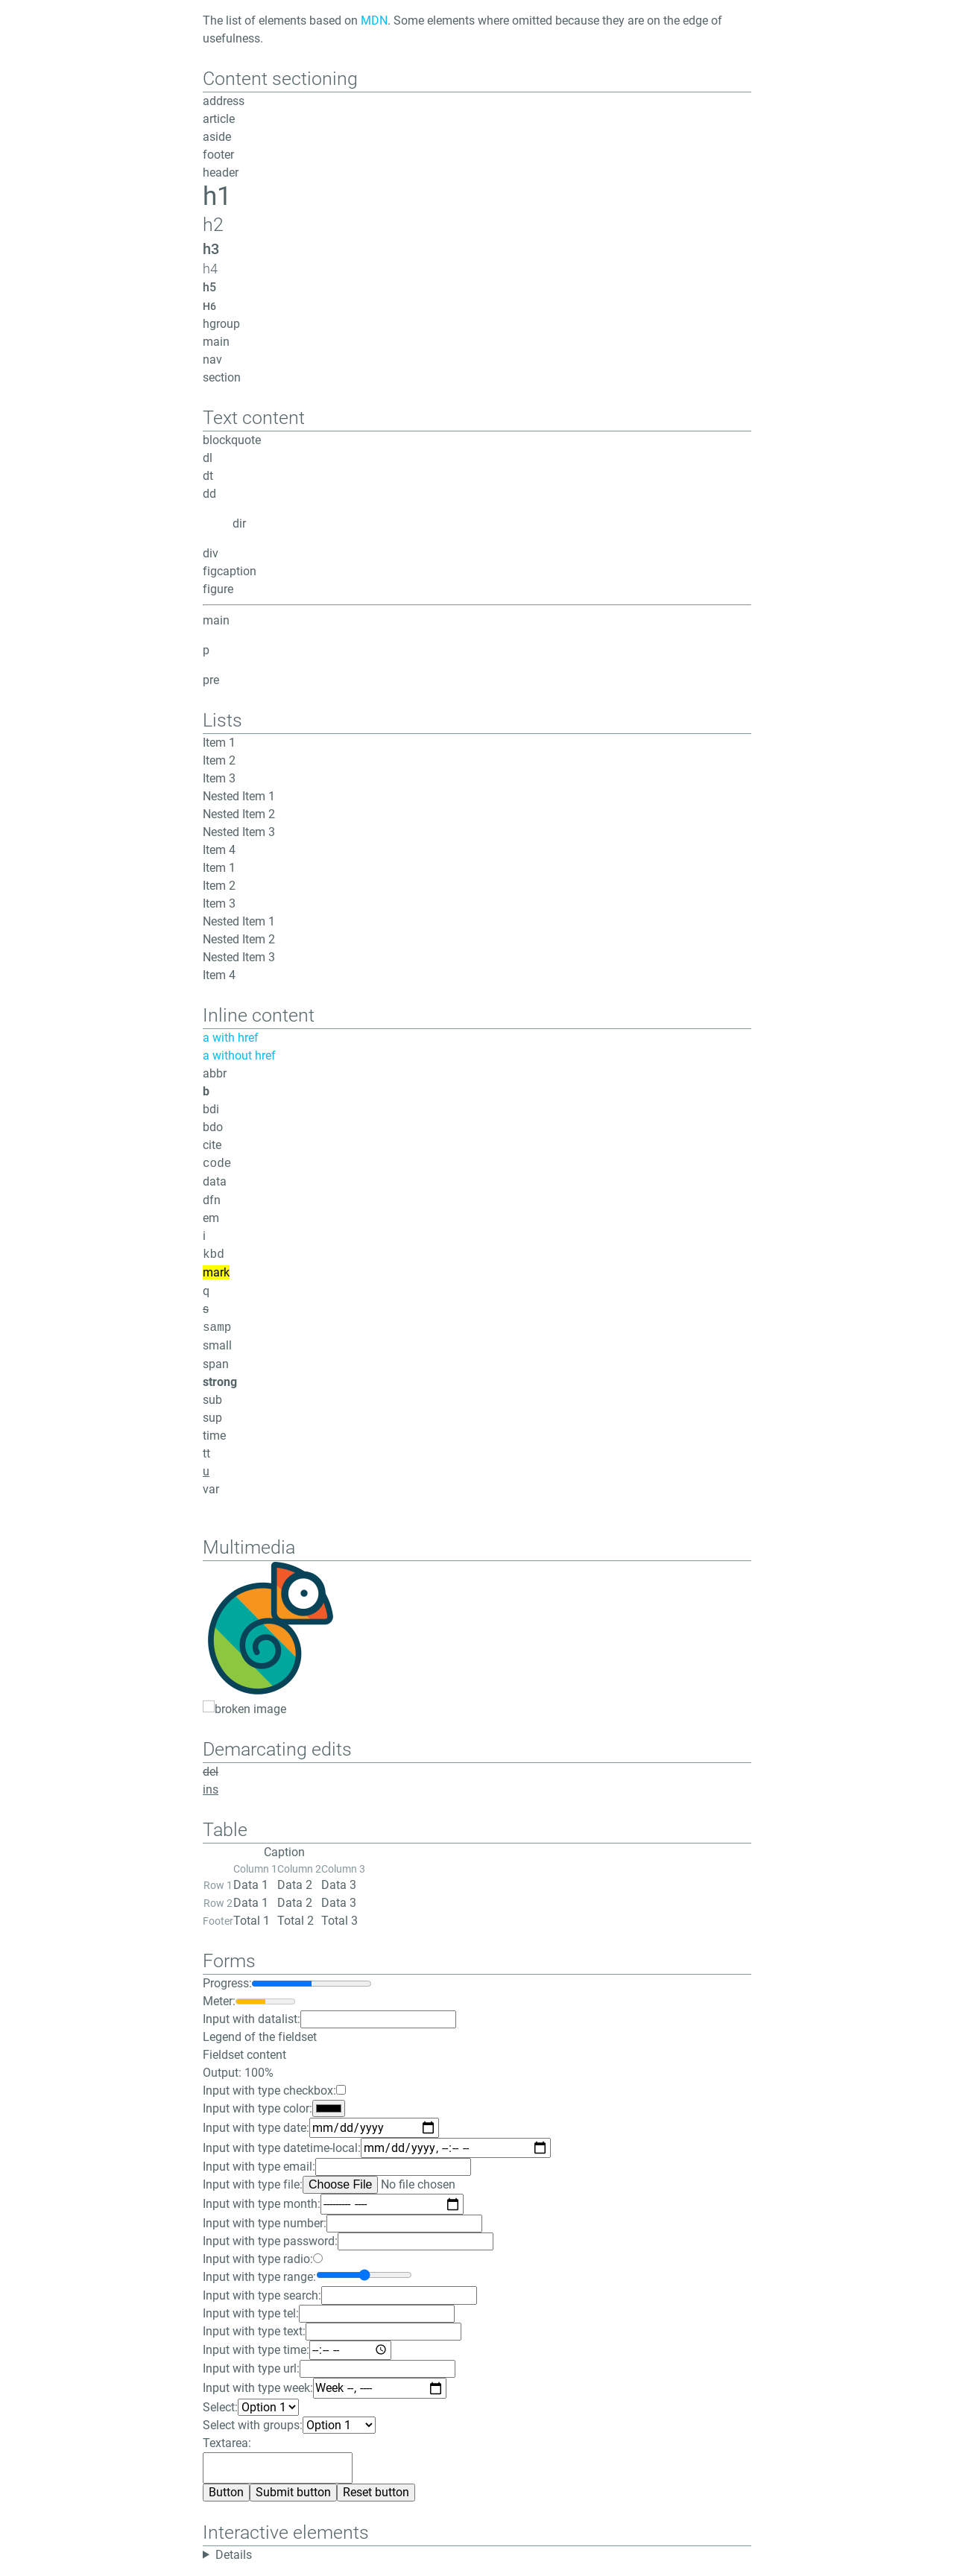 The list of elements based on MDN. Some elements where omitted because they are on the edge of
usefulness.
Content sectioning
address
article
aside
footer
header
h1
h2
h3
h4
h5
H6
hgroup
main
nav
section
Text content
blockquote
dl
dt
dd
dir
div
figcaption
figure
main
p
pre
Lists
Item 1
Item 2
Item 3
Nested Item 1
Nested Item 2
Nested Item 3
Item 4
Item 1
Item 2
Item 3
Nested Item 1
Nested Item 2
Nested Item 3
Item 4
Inline content
a with href
a without href
abbr
b
bdi
bdo
cite
code
data
dfn
em
i
kbd
mark
q
s
samp
small
span
strong
sub
sup
time
tt
u
var
Multimedia
broken image
Demarcating edits
del
ins
Table
Caption
Column 1 Column 2 Column 3
Row 1 Data 1 Data 2 Data 3
Row 2 Data 1 Data 2 Data 3
Footer Total 1 Total 2 Total 3
Forms
Progress:
Meter:
Input with datalist:
Legend of the fieldset
Fieldset content
Output: 100%
Input with type checkbox:
Input with type color:
Input with type date: mm/dd/yyyy
Input with type datetime-local: mm/dd/yyyy, --:-- --
Input with type email:
Input with type file: Choose File No file chosen
Input with type month: --------- ----
Input with type number:
Input with type password:
Input with type radio:
Input with type range:
Input with type search:
Input with type tel:
Input with type text:
Input with type time: --:-- --
Input with type url:
Input with type week: Week --, ----
Select: Option 1
Select with groups: Option 1
Textarea:
Button Submit button Reset button
Interactive elements
Details